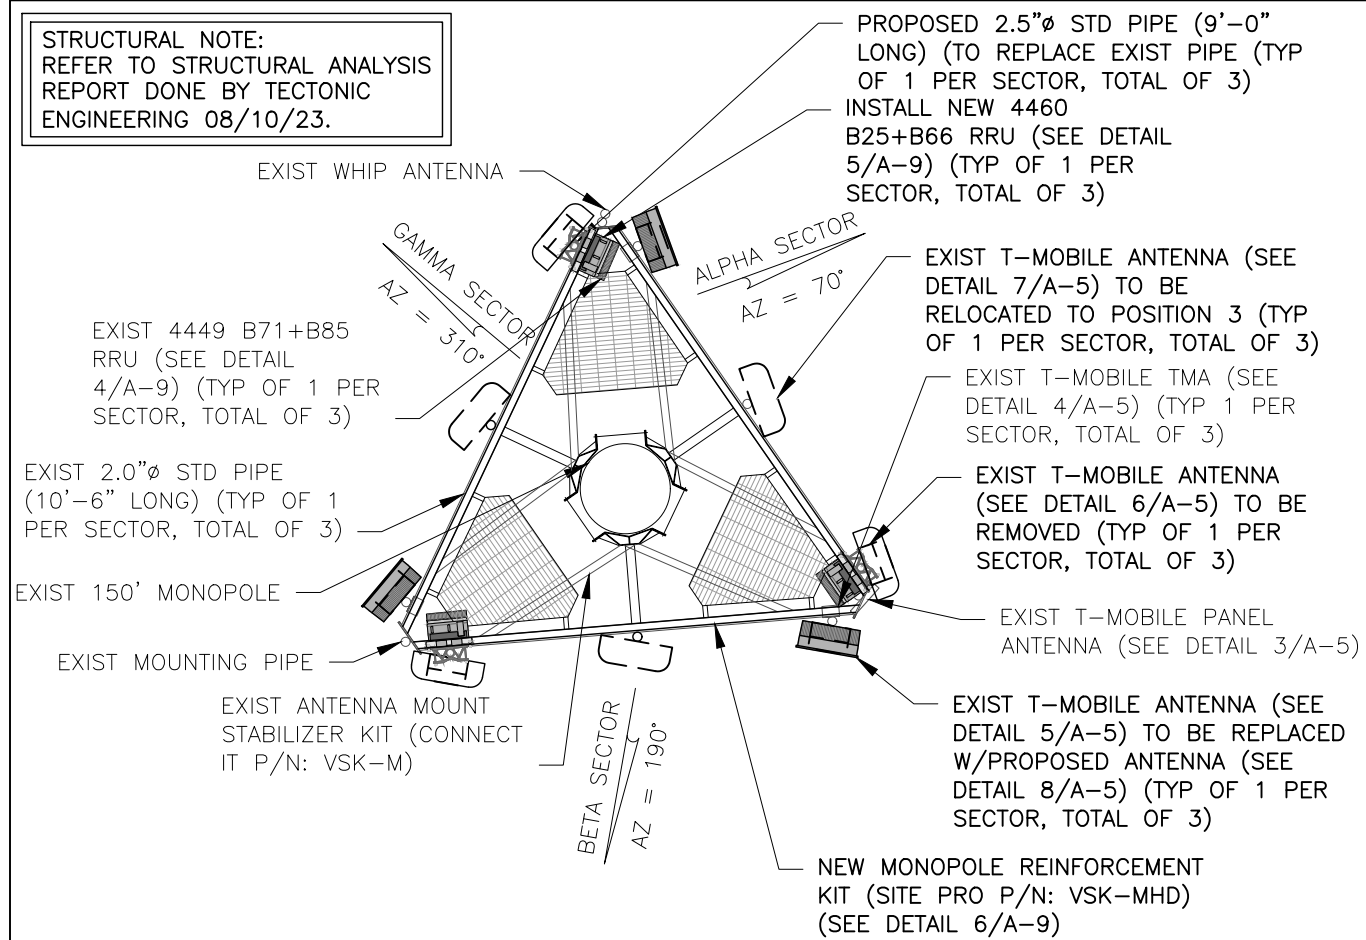 STRUCTURAL NOTE:
REFER TO STRUCTURAL ANALYSIS
REPORT DONE BY TECTONIC
ENGINEERING 08/10/23.
PROPOSED 2.5"ø STD PIPE (9'-0"
LONG) (TO REPLACE EXIST PIPE (TYP
OF 1 PER SECTOR, TOTAL OF 3)
INSTALL NEW 4460
B25+B66 RRU (SEE DETAIL
5/A-9) (TYP OF 1 PER
SECTOR, TOTAL OF 3)
EXIST WHIP ANTENNA
GAMMA SECTOR
AZ = 310°
ALPHA SECTOR
AZ = 70°
EXIST T-MOBILE ANTENNA (SEE
DETAIL 7/A-5) TO BE
RELOCATED TO POSITION 3 (TYP
OF 1 PER SECTOR, TOTAL OF 3)
EXIST 4449 B71+B85
RRU (SEE DETAIL
4/A-9) (TYP OF 1 PER
SECTOR, TOTAL OF 3)
EXIST T-MOBILE TMA (SEE
DETAIL 4/A-5) (TYP 1 PER
SECTOR, TOTAL OF 3)
EXIST 2.0"ø STD PIPE
(10'-6" LONG) (TYP OF 1
PER SECTOR, TOTAL OF 3)
EXIST T-MOBILE ANTENNA
(SEE DETAIL 6/A-5) TO BE
REMOVED (TYP OF 1 PER
SECTOR, TOTAL OF 3)
EXIST 150' MONOPOLE
EXIST T-MOBILE PANEL
ANTENNA (SEE DETAIL 3/A-5)
EXIST MOUNTING PIPE
EXIST ANTENNA MOUNT
STABILIZER KIT (CONNECT
IT P/N: VSK-M)
BETA SECTOR
AZ = 190°
EXIST T-MOBILE ANTENNA (SEE
DETAIL 5/A-5) TO BE REPLACED
W/PROPOSED ANTENNA (SEE
DETAIL 8/A-5) (TYP OF 1 PER
SECTOR, TOTAL OF 3)
NEW MONOPOLE REINFORCEMENT
KIT (SITE PRO P/N: VSK-MHD)
(SEE DETAIL 6/A-9)